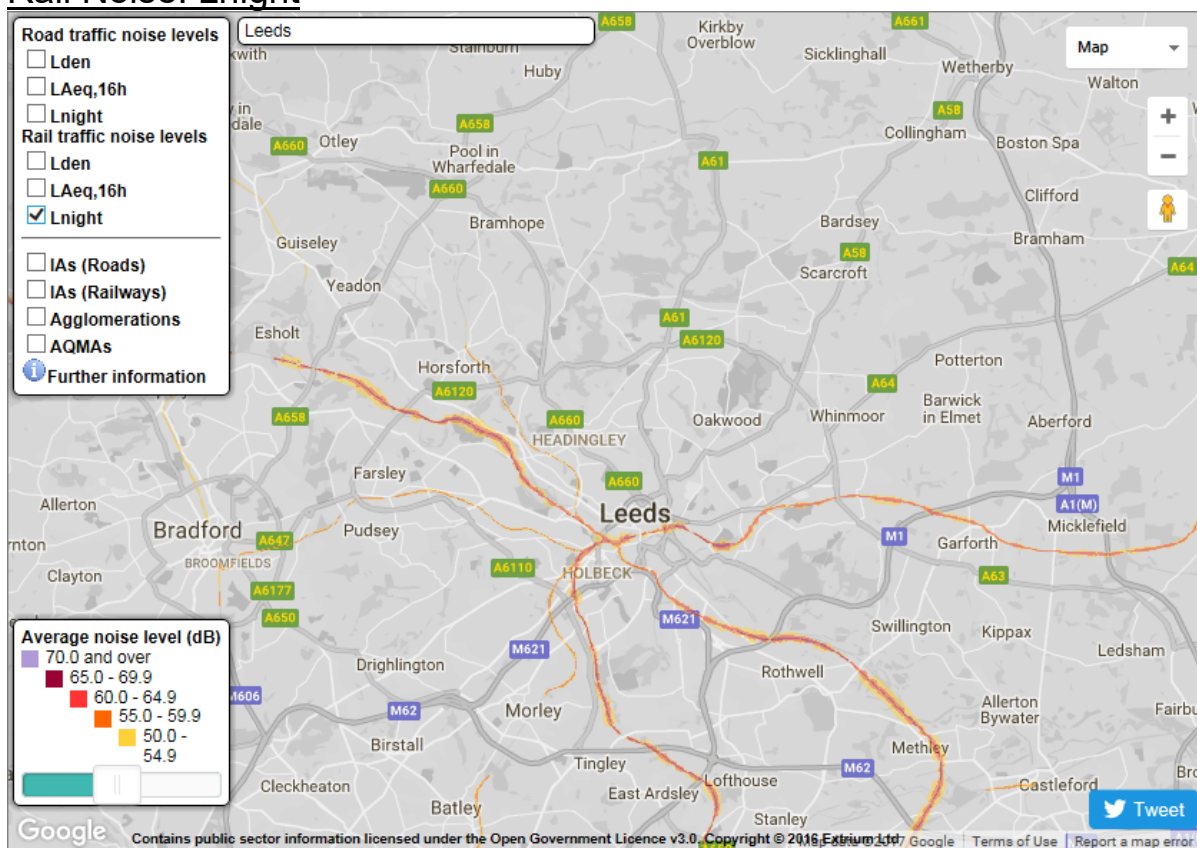 Rail Noise: Lnight
Road traffic noise levels
Lden
LAeq,16h
Lnight
Rail traffic noise levels
Lden
LAeq,16h
Lnight
IAs (Roads)
IAs (Railways)
Agglomerations
AQMAs
Further information
Leeds
Map
A658
Kirkby
Overblow
A661
Sicklinghall
Wetherby
Walton
Stainburn
Huby
A658
A58
Collingham
Boston Spa
A660
Otley
Pool in
Wharfedale
A61
A660
Clifford
Bramhope
Bardsey
Bramham
Guiseley
A58
Scarcroft
A64
Yeadon
A61
Esholt
A6120
Horsforth
Potterton
A6120
A64
Barwick
in Elmet
A658
A660
Oakwood
Whinmoor
Aberford
HEADINGLEY
Farsley
M1
A660
Allerton
Leeds
A1(M)
Bradford
Pudsey
Micklefield
A647
M1
Garforth
BROOMFIELDS
Clayton
A6110
HOLBECK
A63
A6177
A650
M621
Swillington
Kippax
M621
Ledsham
Drighlington
Rothwell
M606
M62
Morley
Allerton
Bywater
Birstall
Methley
Tingley
M62
Cleckheaton
East Ardsley
Lofthouse
Castleford
Batley
Stanley
Average noise level (dB)
70.0 and over
65.0 - 69.9
60.0 - 64.9
55.0 - 59.9
50.0 -
54.9
Tweet
Google
Contains public sector information licensed under the Open Government Licence v3.0. Copyright © 2016 Extrium Ltd
Map data ©2017 Google
Terms of Use
Report a map error